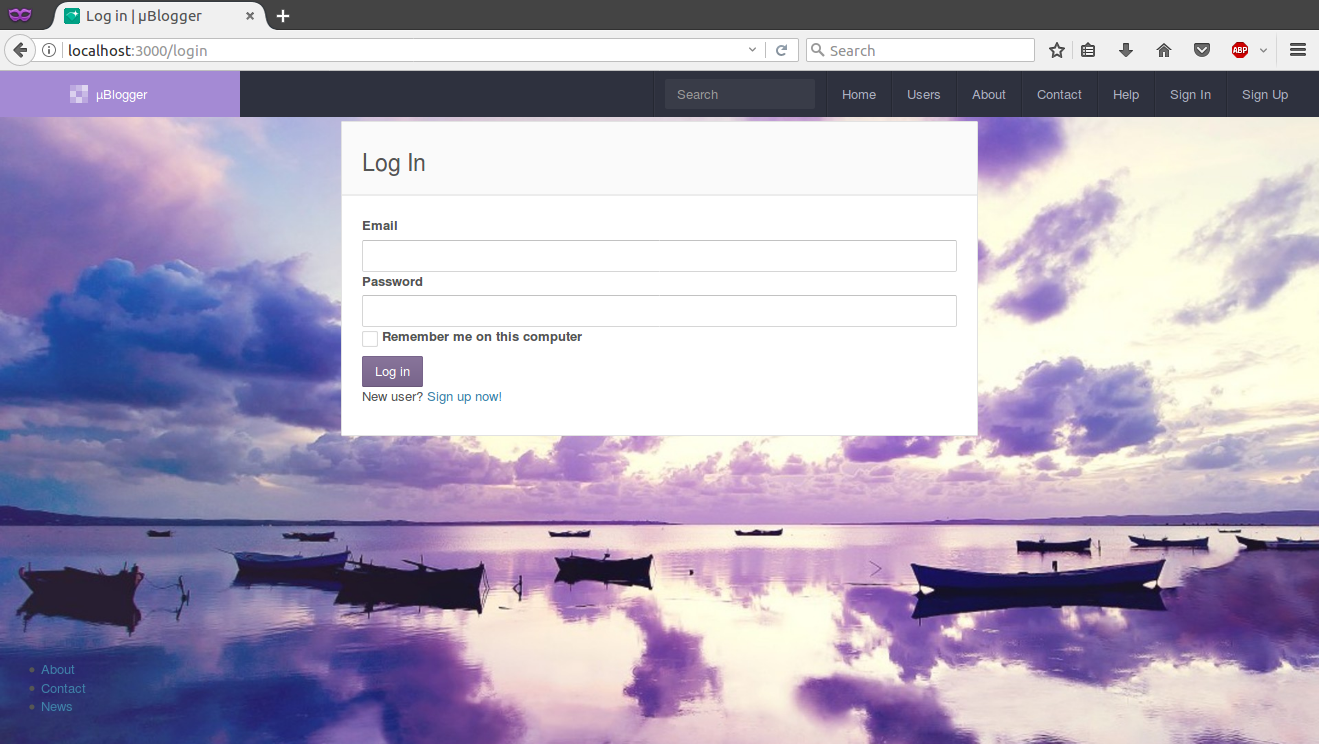 Log in | µBlogger
localhost:3000/login
Search
ABP
µBlogger
Search
Home
Users
About
Contact
Help
Sign In
Sign Up
Log In
Email
Password
Remember me on this computer
Log in
New user? Sign up now!
About
Contact
News